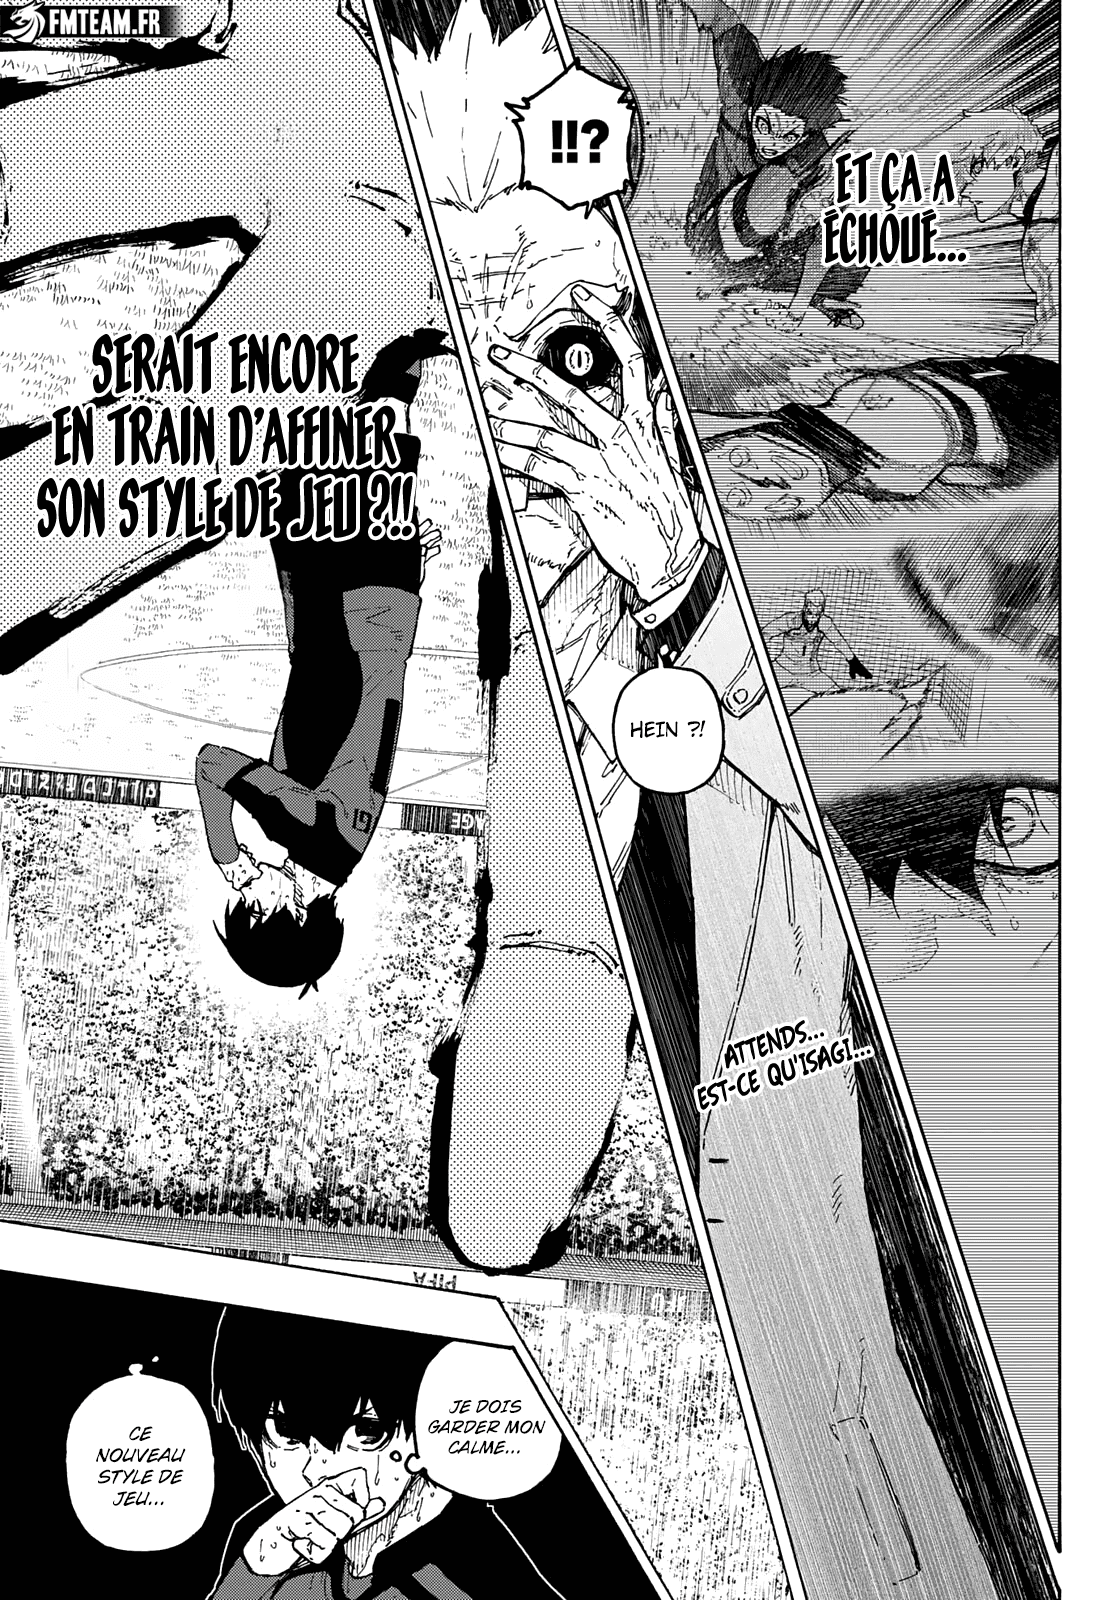 FMTEAM.FR
ET ÇA A
ÉCHOUÉ...
!!?
HEIN ?!
ATTENDS...
EST-CE QU'ISAGI...
SERAIT ENCORE
EN TRAIN D'AFFINER
SON STYLE DE JEU ?!!
JE DOIS
GARDER MON
CALME...
CE
NOUVEAU
STYLE DE
JEU...
PIFA